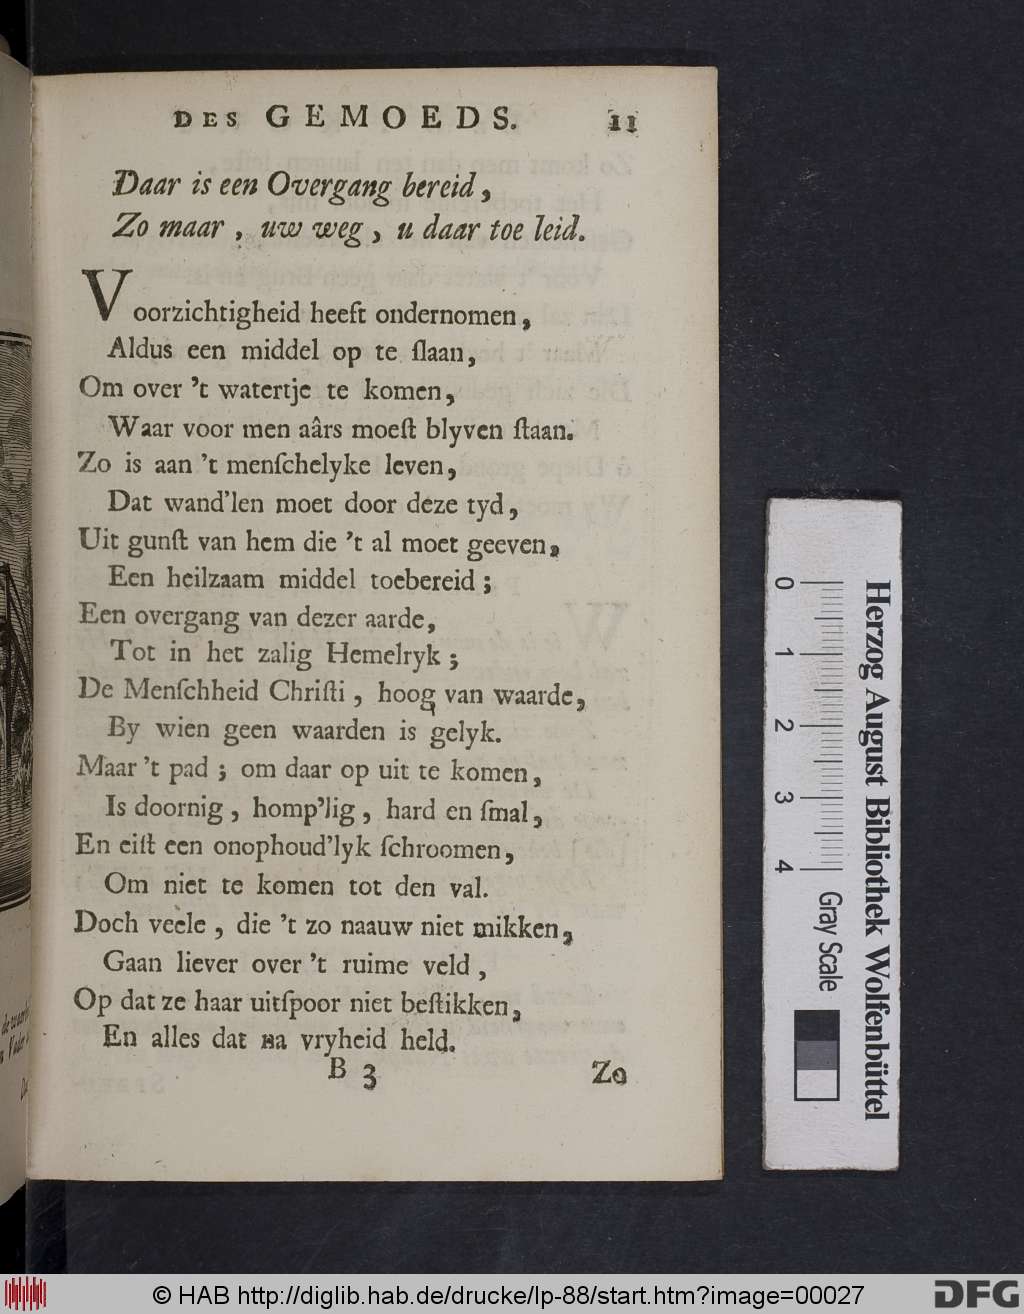 DES GEMOEDS. 11
Daar is een Overgang bereid,
Zo maar, uw weg, u daar toe leid.
Voorzichtigheid heeft ondernomen,
Aldus een middel op te slaan,
Om over 't watertje te komen,
Waar voor men aârs moest blyven staan.
Zo is aan 't menschelyke leven,
Dat wand'len moet door deze tyd,
Uit gunst van hem die 't al moet geeven,
Een heilzaam middel toebereid;
Een overgang van dezer aarde,
Tot in het zalig Hemelryk;
De Menschheid Christi, hoog van waarde,
By wien geen waarden is gelyk.
Maar 't pad; om daar op uit te komen,
Is doornig, homp'lig, hard en smal,
En eist een onophoud'lyk schroomen,
Om niet te komen tot den val.
Doch veele, die 't zo naauw niet mikken,
Gaan liever over 't ruime veld,
Op dat ze haar uitspoor niet bestikken,
En alles dat na vryheid held.
B 3 Zo
0 1 2 3 4
Gray Scale
Herzog August Bibliothek Wolfenbüttel
© HAB http://diglib.hab.de/drucke/lp-88/start.htm?image=00027
DFG